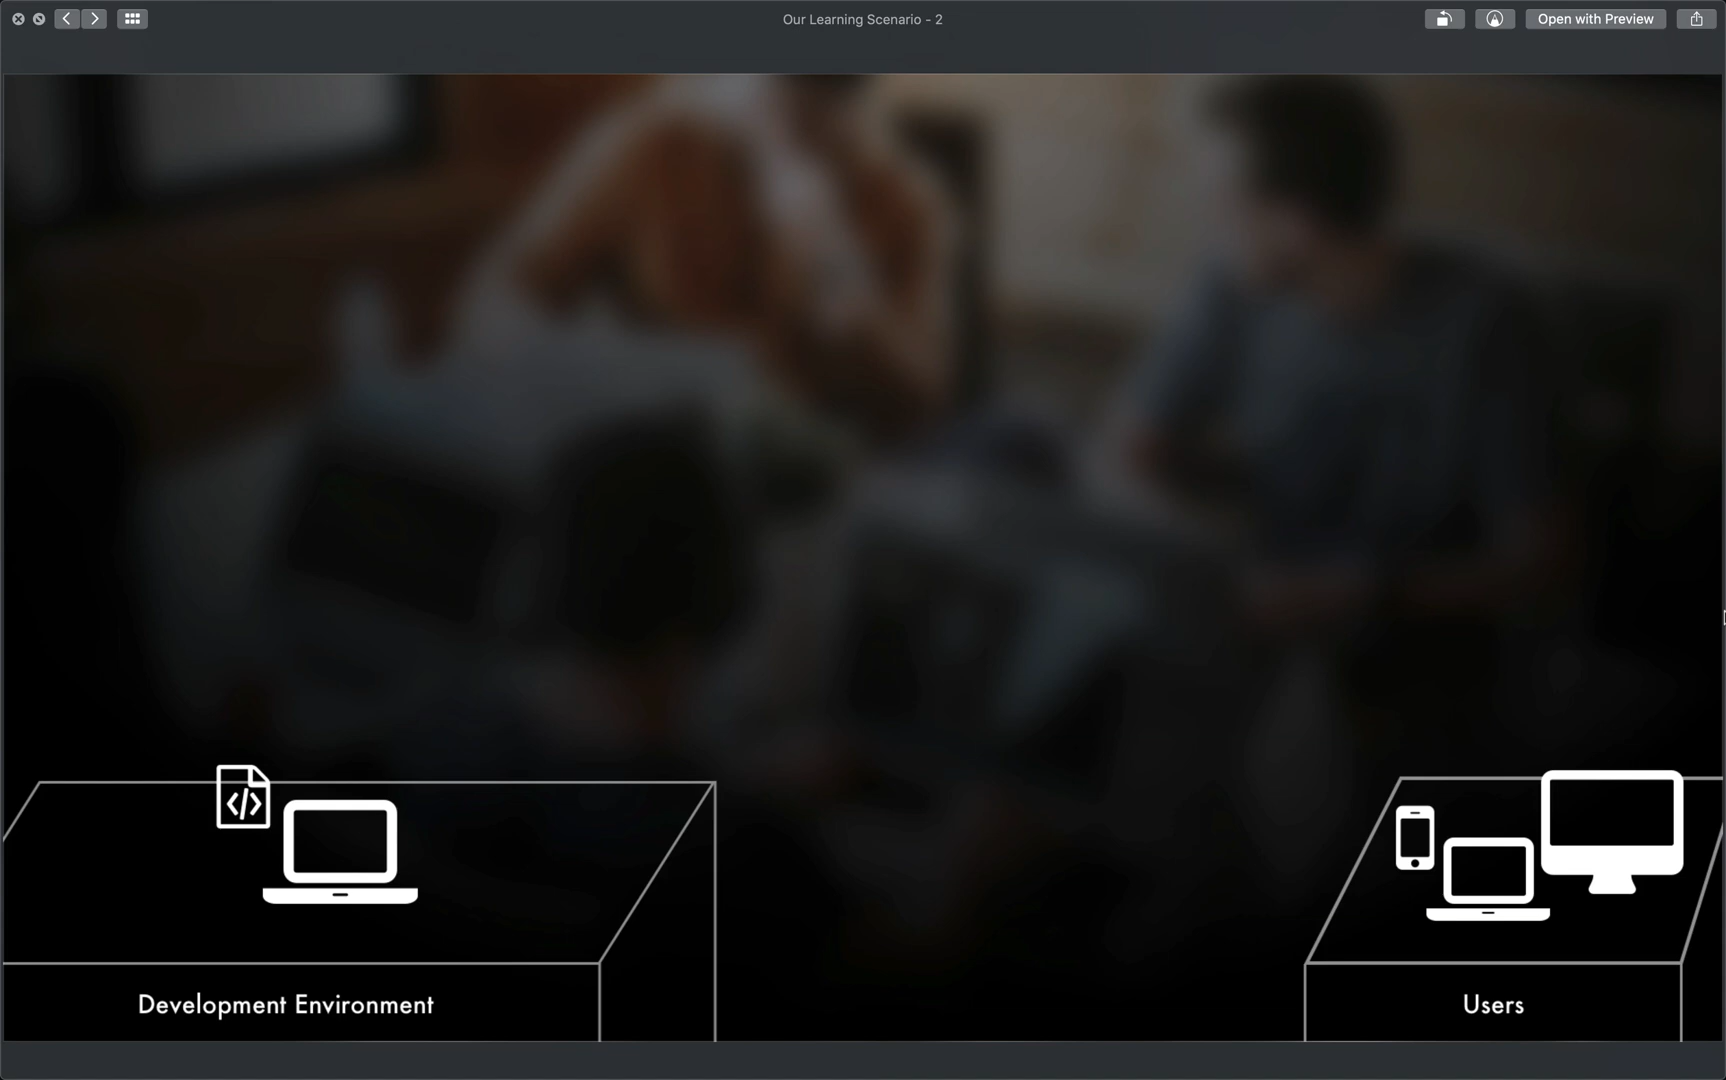 Our Learning Scenario - 2
Open with Preview
</>
Development Environment
Users